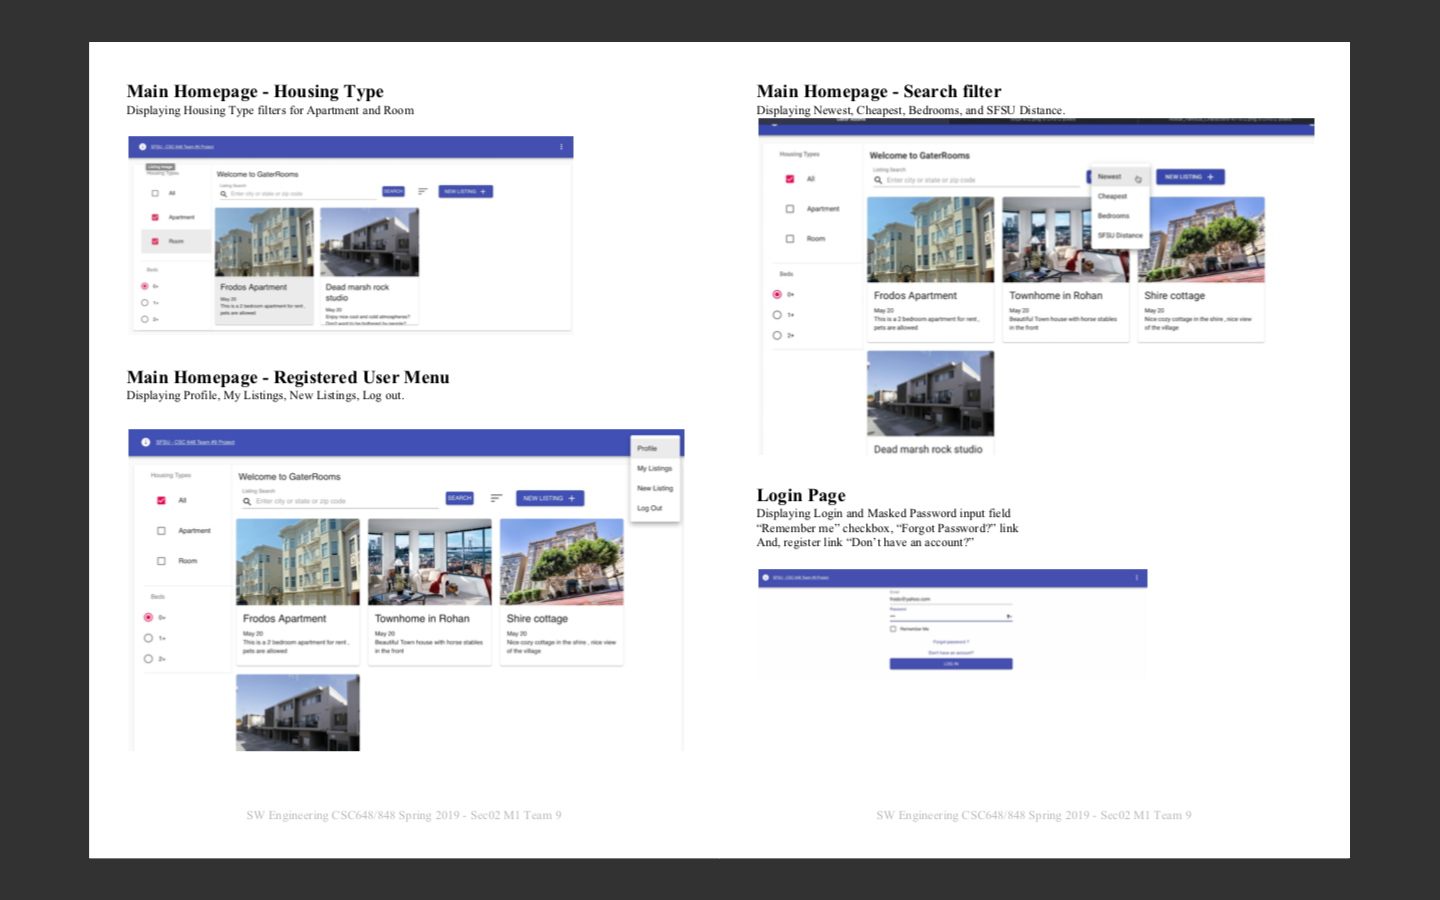 Main Homepage - Housing Type
Displaying Housing Type filters for Apartment and Room
SFSU - CSC 648 Team #9 Project
Housing Types
All
Apartment
Room
Beds
0+
1+
2+
Welcome to GaterRooms
Listing Search
Enter city or state or zip code
SEARCH
NEW LISTING +
Frodos Apartment
May 20
This is a 2 bedroom apartment for rent ,
pets are allowed
Dead marsh rock
studio
May 20
Enjoy nice cool and cold atmospheres?
Don't want to be bothered by people?
Main Homepage - Registered User Menu
Displaying Profile, My Listings, New Listings, Log out.
SFSU - CSC 648 Team #9 Project
Profile
My Listings
New Listing
Log Out
Housing Types
All
Apartment
Room
Beds
0+
1+
2+
Welcome to GaterRooms
Listing Search
Enter city or state or zip code
SEARCH
NEW LISTING +
Frodos Apartment
May 20
This is a 2 bedroom apartment for rent ,
pets are allowed
Townhome in Rohan
May 20
Beautiful Town house with horse stables
in the front
Shire cottage
May 20
Nice cozy cottage in the shire , nice view
of the village
SW Engineering CSC648/848 Spring 2019 - Sec02 M1 Team 9
Main Homepage - Search filter
Displaying Newest, Cheapest, Bedrooms, and SFSU Distance.
Housing Types
All
Apartment
Room
Beds
0+
1+
2+
Welcome to GaterRooms
Listing Search
Enter city or state or zip code
Newest
Cheapest
Bedrooms
SFSU Distance
NEW LISTING +
Frodos Apartment
May 20
This is a 2 bedroom apartment for rent ,
pets are allowed
Townhome in Rohan
May 20
Beautiful Town house with horse stables
in the front
Shire cottage
May 20
Nice cozy cottage in the shire , nice view
of the village
Dead marsh rock studio
Login Page
Displaying Login and Masked Password input field
“Remember me” checkbox, “Forgot Password?” link
And, register link “Don’t have an account?”
SFSU - CSC 648 Team #9 Project
Email
frodo@yahoo.com
Password
Remember Me
Forgot password ?
Don't have an account?
LOG IN
SW Engineering CSC648/848 Spring 2019 - Sec02 M1 Team 9